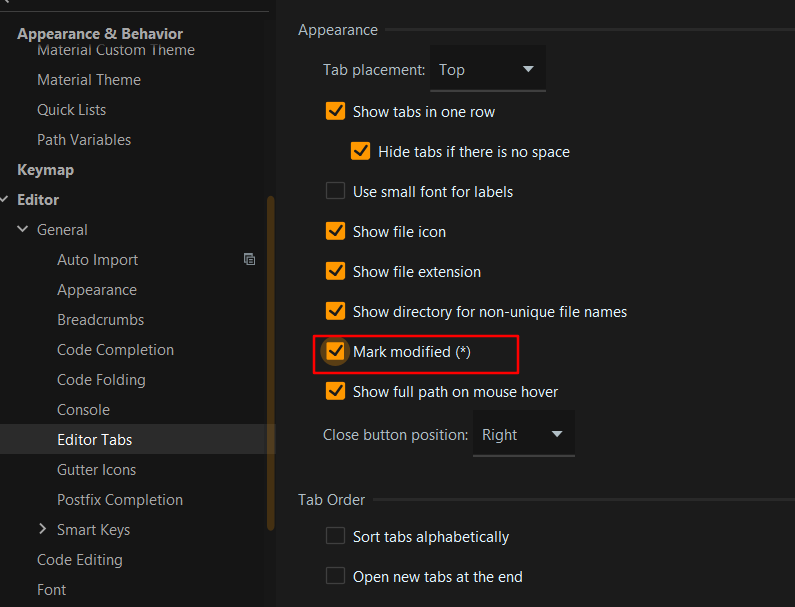 Appearance & Behavior
Material Custom Theme
Material Theme
Quick Lists
Path Variables
Keymap
Editor
General
Auto Import
Appearance
Breadcrumbs
Code Completion
Code Folding
Console
Editor Tabs
Gutter Icons
Postfix Completion
Smart Keys
Code Editing
Font
Appearance
Tab placement: Top
Show tabs in one row
Hide tabs if there is no space
Use small font for labels
Show file icon
Show file extension
Show directory for non-unique file names
Mark modified (*)
Show full path on mouse hover
Close button position: Right
Tab Order
Sort tabs alphabetically
Open new tabs at the end